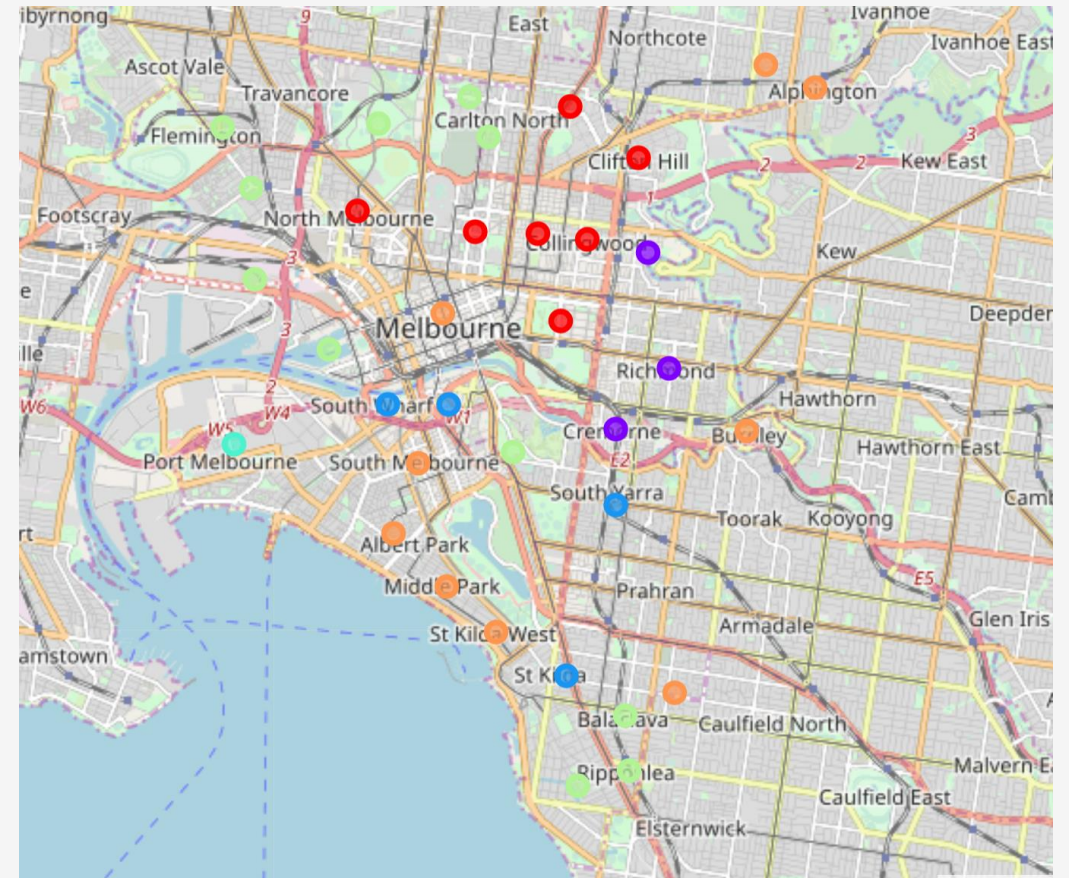 ibyrnong
9
East
Ivanhoe
Northcote
Ivanhoe East
Ascot Vale
Travancore
Alphington
Carlton North
Flemington
3
Clifton Hill
2
2
Kew East
1
Footscray
North Melbourne
Collingwood
Kew
3
e
Deepder
3
Melbourne
lle
Richmond
2
Hawthorn
W6
South Wharf
W4
W1
W5
Cremorne
Burnley
Hawthorn East
Port Melbourne
South Melbourne
E2
South Yarra
Camb
Toorak
Kooyong
rt
Albert Park
E5
Middle Park
Prahran
Glen Iris
St Kilda West
Armadale
amstown
St Kilda
Balaclava
Caulfield North
Ripponlea
Malvern Ea
Caulfield East
Elsternwick